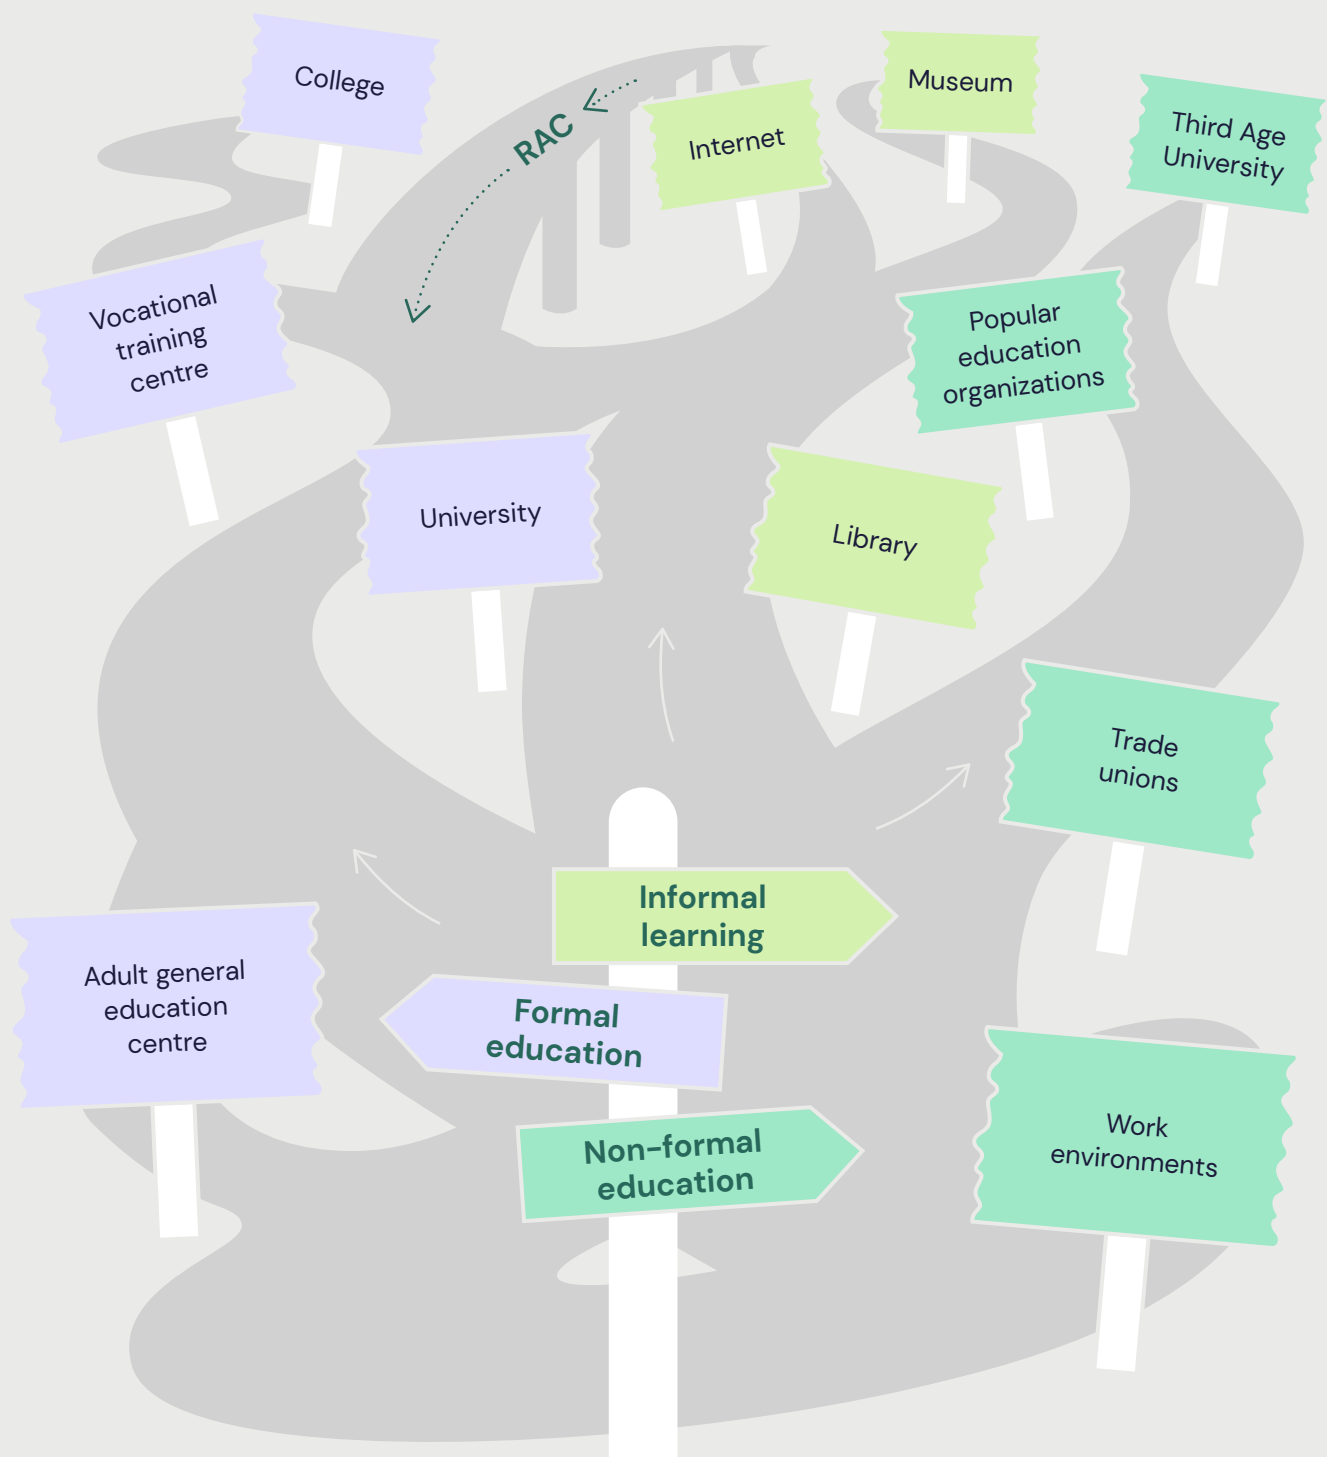 College
RAC
Internet
Museum
Third Age
University
Vocational
training
centre
Popular
education
organizations
University
Library
Trade
unions
Informal
learning
Adult general
education
centre
Formal
education
Non-formal
education
Work
environments